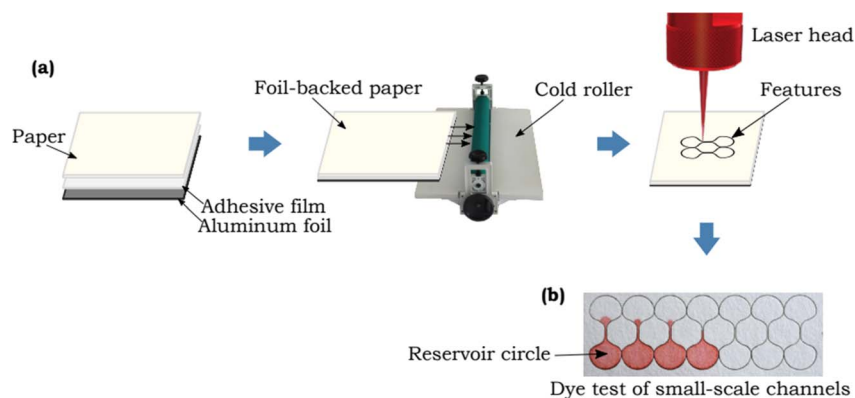 (a)
Paper
Adhesive film
Aluminum foil
Foil-backed paper
Cold roller
Laser head
Features
(b)
Reservoir circle
Dye test of small-scale channels